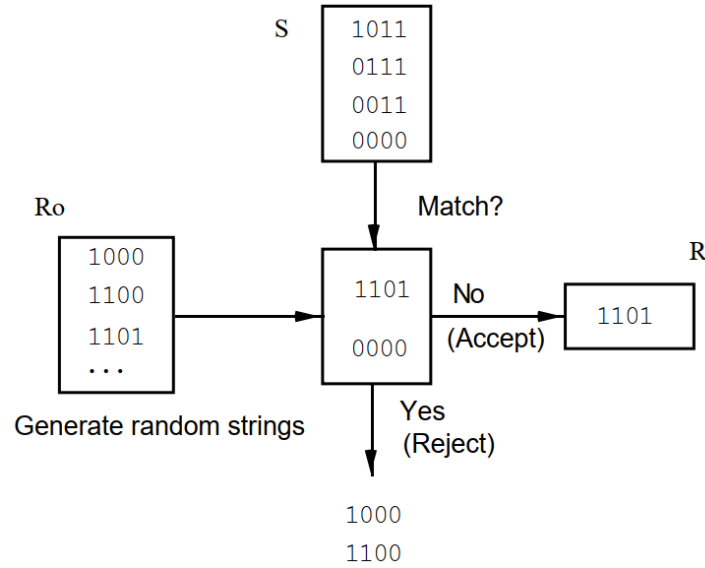 S
1011
0111
0011
0000
Match?
Ro
1000
1100
1101
...
Generate random strings
1101
0000
No
(Accept)
R
1101
Yes
(Reject)
1000
1100